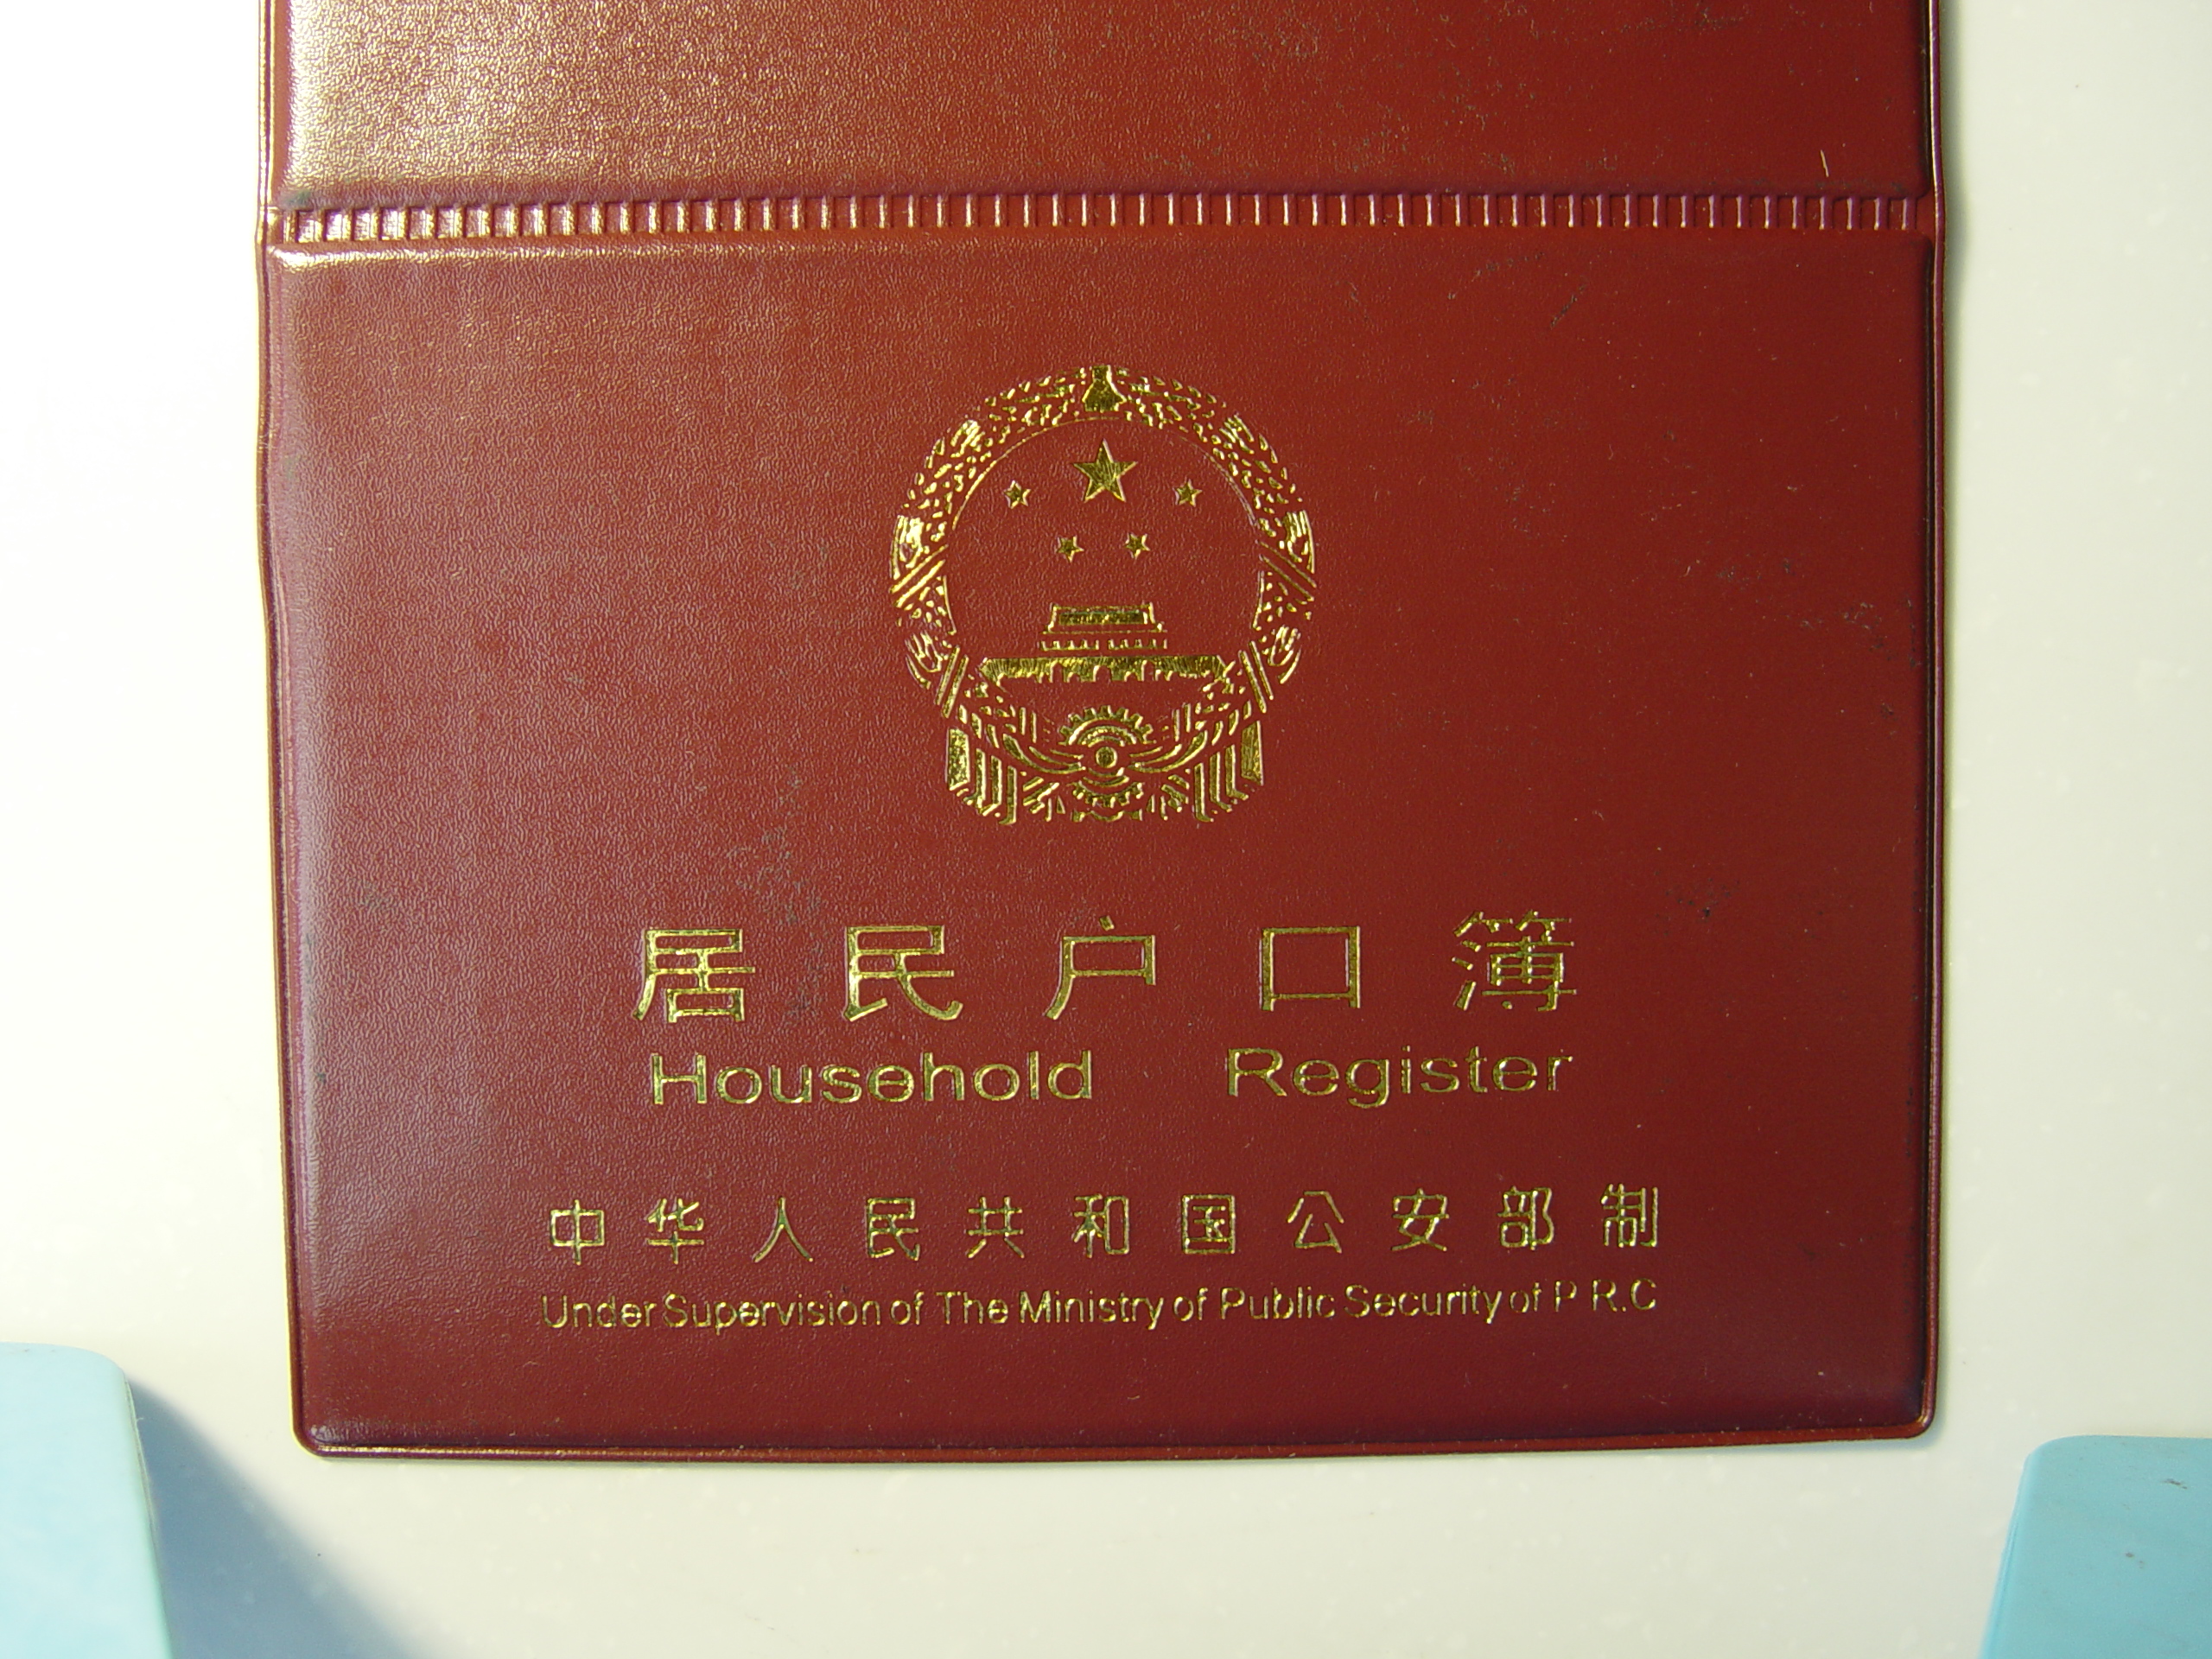 居民户口簿
Household Register
中华人民共和国公安部制
Under Supervision of The Ministry of Public Security of P R.C